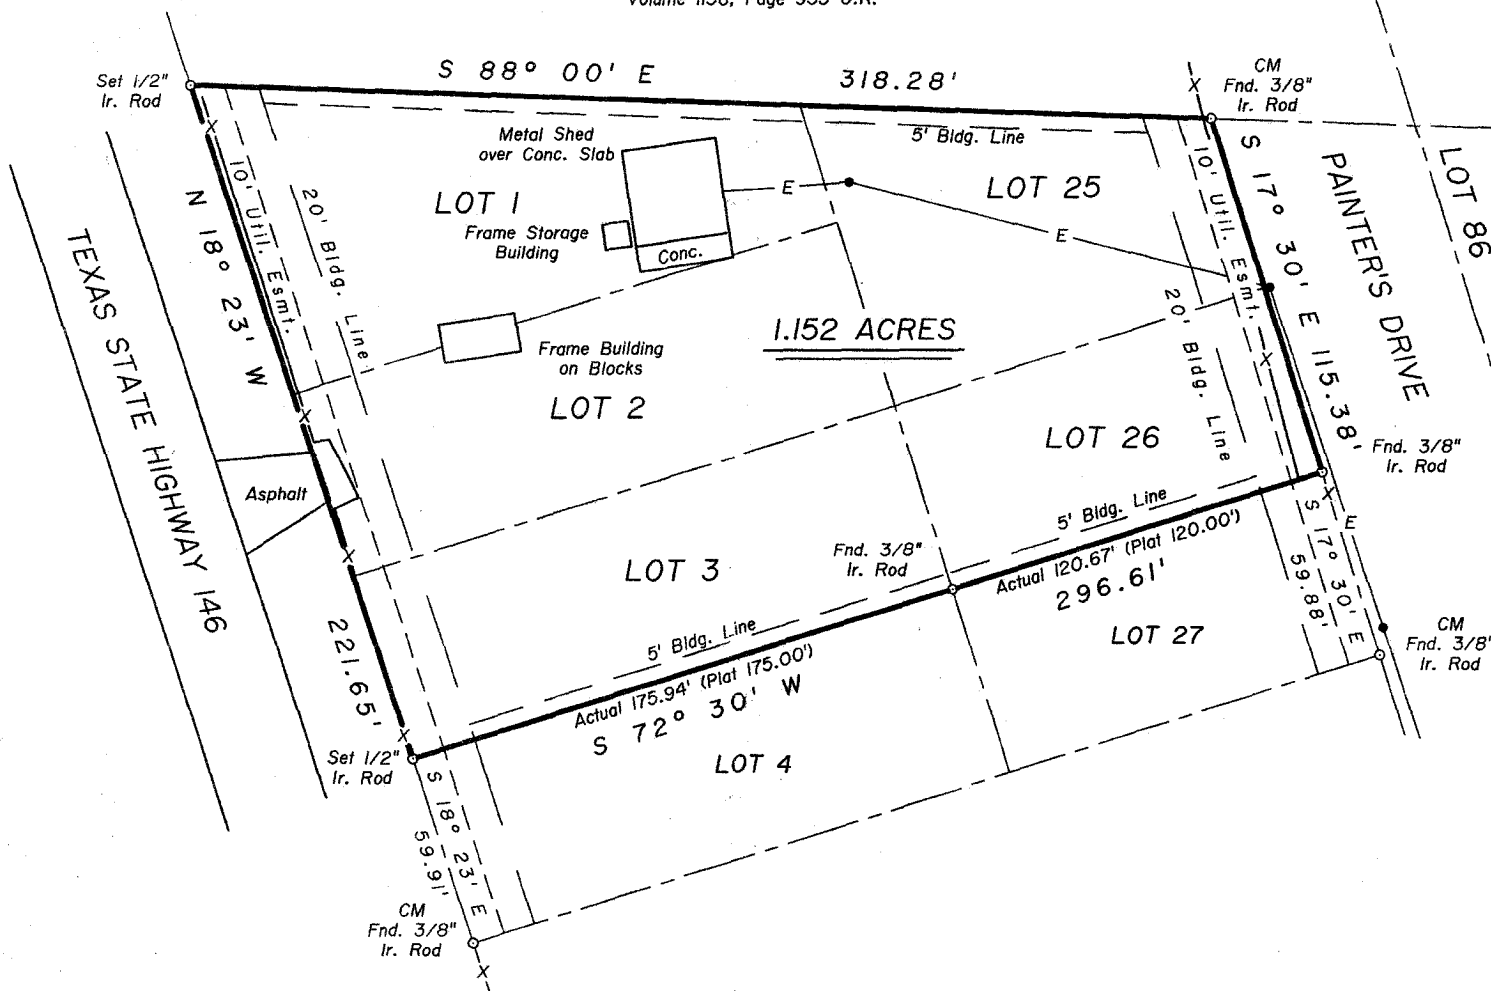 Volume 1138, Page 555 O.R.
S 88° 00' E 318.28'
Set 1/2"
Ir. Rod
CM
Fnd. 3/8"
Ir. Rod
Metal Shed
over Conc. Slab
5' Bldg. Line
LOT 1
LOT 25
Frame Storage
Building
Conc.
E
E
10' Util. Esmt.
20' Bldg. Line
N 18° 23' W
221.65'
TEXAS STATE HIGHWAY 146
10' Util. Esmt.
20' Bldg. Line
S 17° 30' E 115.38'
PAINTER'S DRIVE
LOT 86
1.152 ACRES
Frame Building
on Blocks
LOT 2
LOT 26
Asphalt
Fnd. 3/8"
Ir. Rod
LOT 3
Fnd. 3/8"
Ir. Rod
5' Bldg. Line
Actual 120.67' (Plat 120.00')
296.61'
5' Bldg. Line
Actual 175.94' (Plat 175.00')
S 72° 30' W
E
S 17° 30' E
59.88'
LOT 27
CM
Fnd. 3/8"
Ir. Rod
Set 1/2"
Ir. Rod
LOT 4
S 18° 23' E
59.91'
CM
Fnd. 3/8"
Ir. Rod
X
X
X
X
X
X
X
X
X